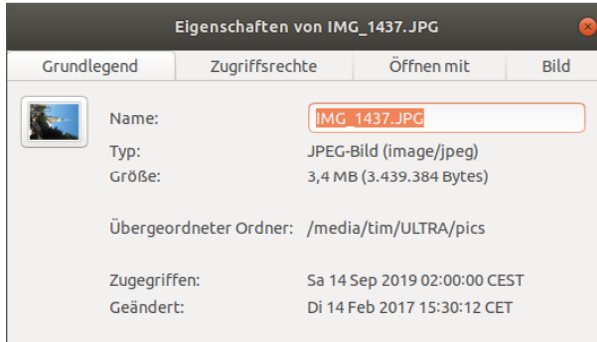 Eigenschaften von IMG_1437.JPG
Grundlegend Zugriffsrechte Öffnen mit Bild
Name: IMG_1437.JPG
Typ: JPEG-Bild (image/jpeg)
Größe: 3,4 MB (3.439.384 Bytes)
Übergeordneter Ordner: /media/tim/ULTRA/pics
Zugegriffen: Sa 14 Sep 2019 02:00:00 CEST
Geändert: Di 14 Feb 2017 15:30:12 CET